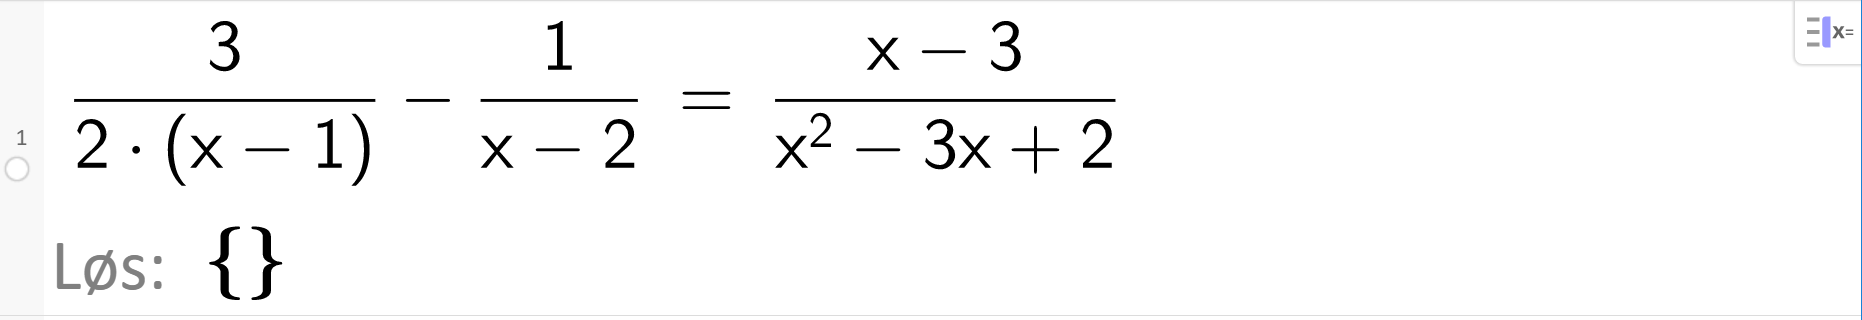 x=
1
3/(2 · (x − 1)) − 1/(x − 2) = (x − 3)/(x² − 3x + 2)
Løs: {}